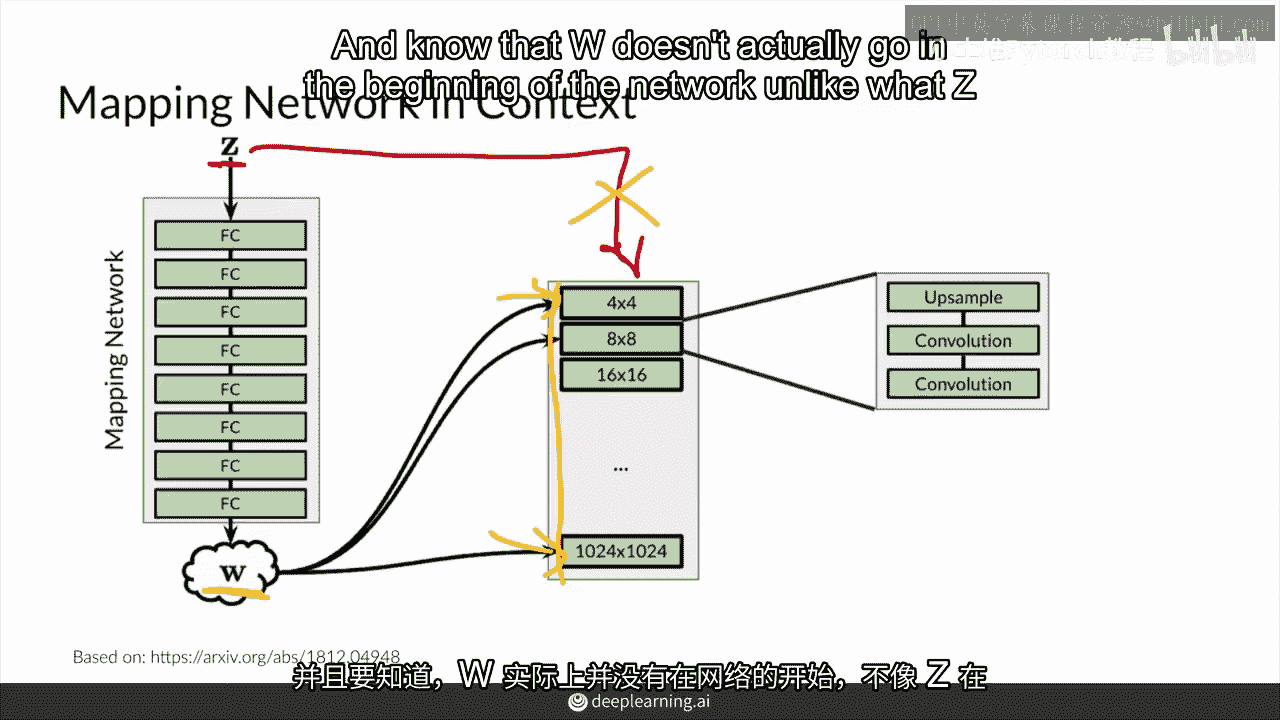 And know that W doesn't actually go in
the beginning of the network unlike what Z
Mapping Network in Context
z
Mapping Network
FC
FC
FC
FC
FC
FC
FC
FC
w
4x4
8x8
16x16
...
1024x1024
Upsample
Convolution
Convolution
Based on: https://arxiv.org/abs/1812.04948
并且要知道，W 实际上并没有在网络的开始，不像 Z 在
deeplearning.ai
bilibili